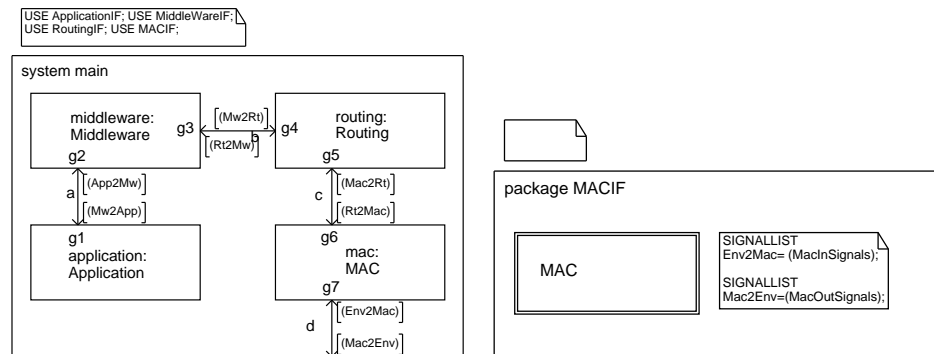 USE ApplicationIF; USE MiddleWareIF;
USE RoutingIF; USE MACIF;
system main
middleware:
Middleware
g3
g2
[(Mw2Rt)]
b
[(Rt2Mw)]
g4
routing:
Routing
g5
a
[(App2Mw)]
[(Mw2App)]
c
[(Mac2Rt)]
[(Rt2Mac)]
g1
application:
Application
g6
mac:
MAC
g7
d
[(Env2Mac)]
[(Mac2Env)]
package MACIF
MAC
SIGNALLIST
Env2Mac= (MacInSignals);
SIGNALLIST
Mac2Env=(MacOutSignals);